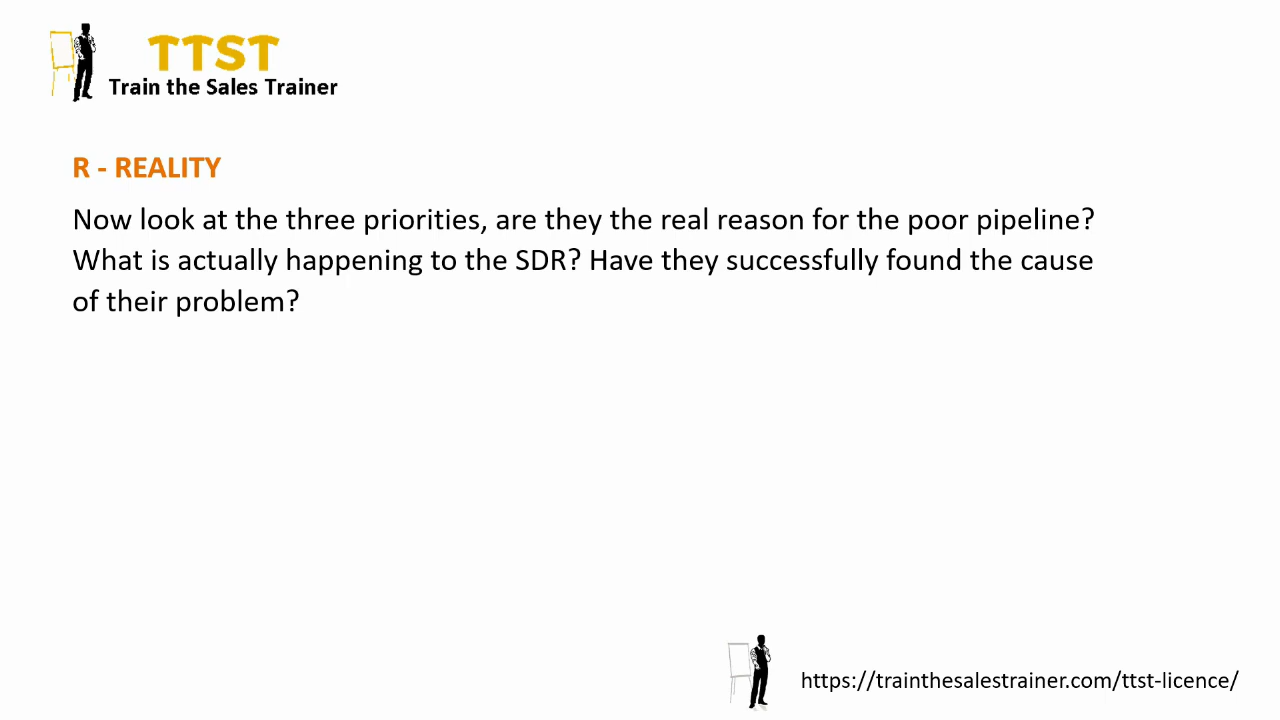 TTST
Train the Sales Trainer
R - REALITY
Now look at the three priorities, are they the real reason for the poor pipeline?
What is actually happening to the SDR? Have they successfully found the cause
of their problem?
https://trainthesalestrainer.com/ttst-licence/